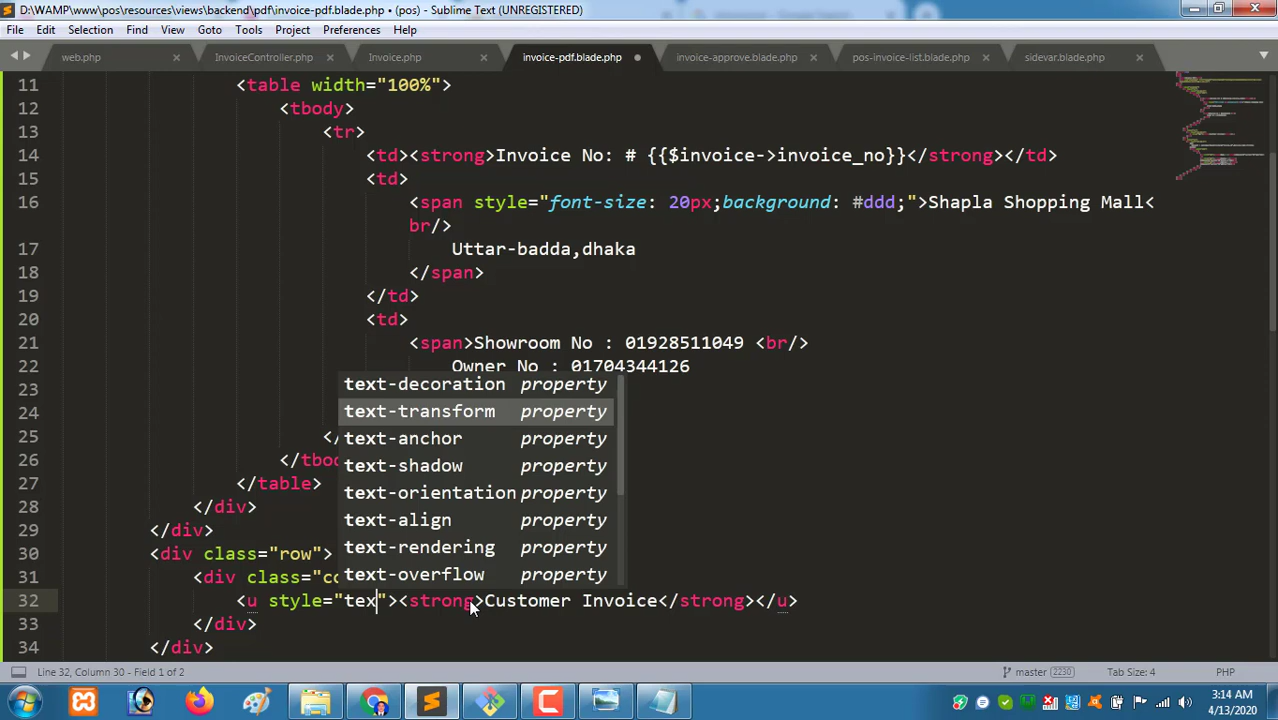 D:\WAMP\www\pos\resources\views\backend\pdf\invoice-pdf.blade.php • (pos) - Sublime Text (UNREGISTERED)
File Edit Selection Find View Goto Tools Project Preferences Help
web.php InvoiceController.php Invoice.php invoice-pdf.blade.php invoice-approve.blade.php pos-invoice-list.blade.php sidevar.blade.php
11 <table width="100%">
12 <tbody>
13 <tr>
14 <td><strong>Invoice No: # {{$invoice->invoice_no}}</strong></td>
15 <td>
16 <span style="font-size: 20px;background: #ddd;">Shapla Shopping Mall<
br/>
17 Uttar-badda,dhaka
18 </span>
19 </td>
20 <td>
21 <span>Showroom No : 01928511049 <br/>
22 Owner No : 01704344126
23
text-decoration property
24
text-transform property
25 </
text-anchor property
26 </tbo
text-shadow property
27 </table>
text-orientation property
28 </div>
text-align property
29 </div>
text-rendering property
30 <div class="row">
31 <div class="co
text-overflow property
32 <u style="tex"><strong>Customer Invoice</strong></u>
33 </div>
34 </div>
Line 32, Column 30 - Field 1 of 2 master 2230 Tab Size: 4 PHP
3:14 AM
4/13/2020